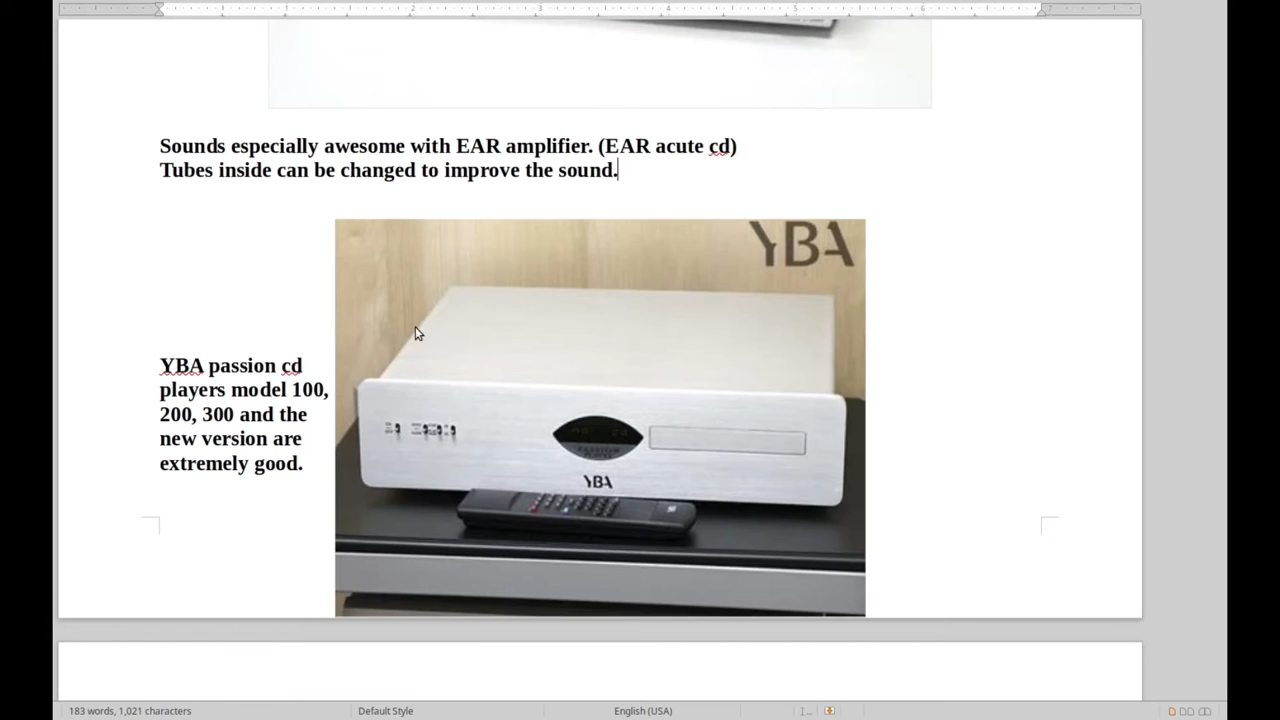 Sounds especially awesome with EAR amplifier. (EAR acute cd)
Tubes inside can be changed to improve the sound.
YBA
YBA passion cd
players model 100,
200, 300 and the
new version are
extremely good.
YBA
183 words, 1,021 characters
Default Style
English (USA)